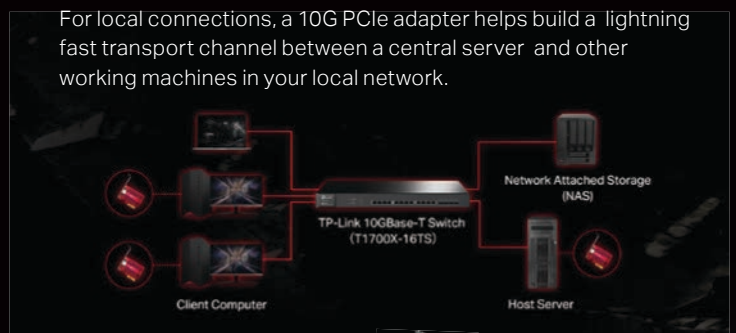 For local connections, a 10G PCIe adapter helps build a lightning
fast transport channel between a central server and other
working machines in your local network.
Network Attached Storage
(NAS)
TP-Link 10GBase-T Switch
(T1700X-16TS)
Client Computer
Host Server